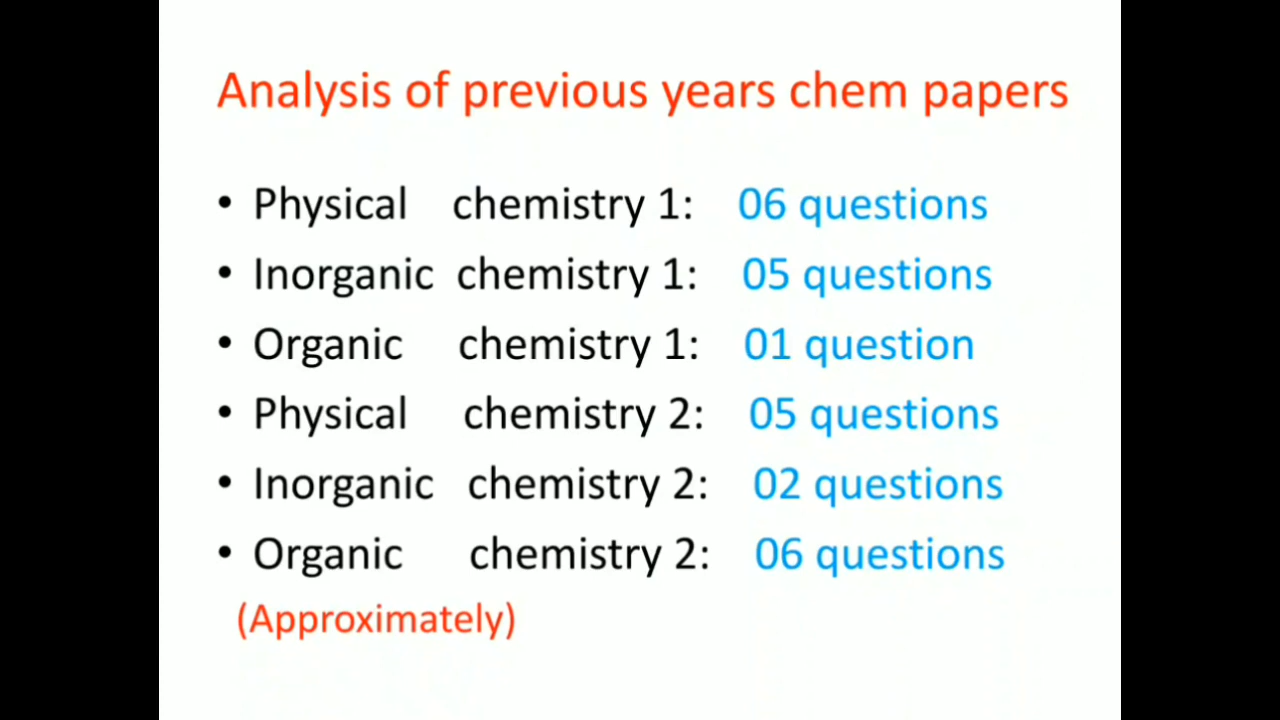 Analysis of previous years chem papers
• Physical chemistry 1: 06 questions
• Inorganic chemistry 1: 05 questions
• Organic chemistry 1: 01 question
• Physical chemistry 2: 05 questions
• Inorganic chemistry 2: 02 questions
• Organic chemistry 2: 06 questions
(Approximately)